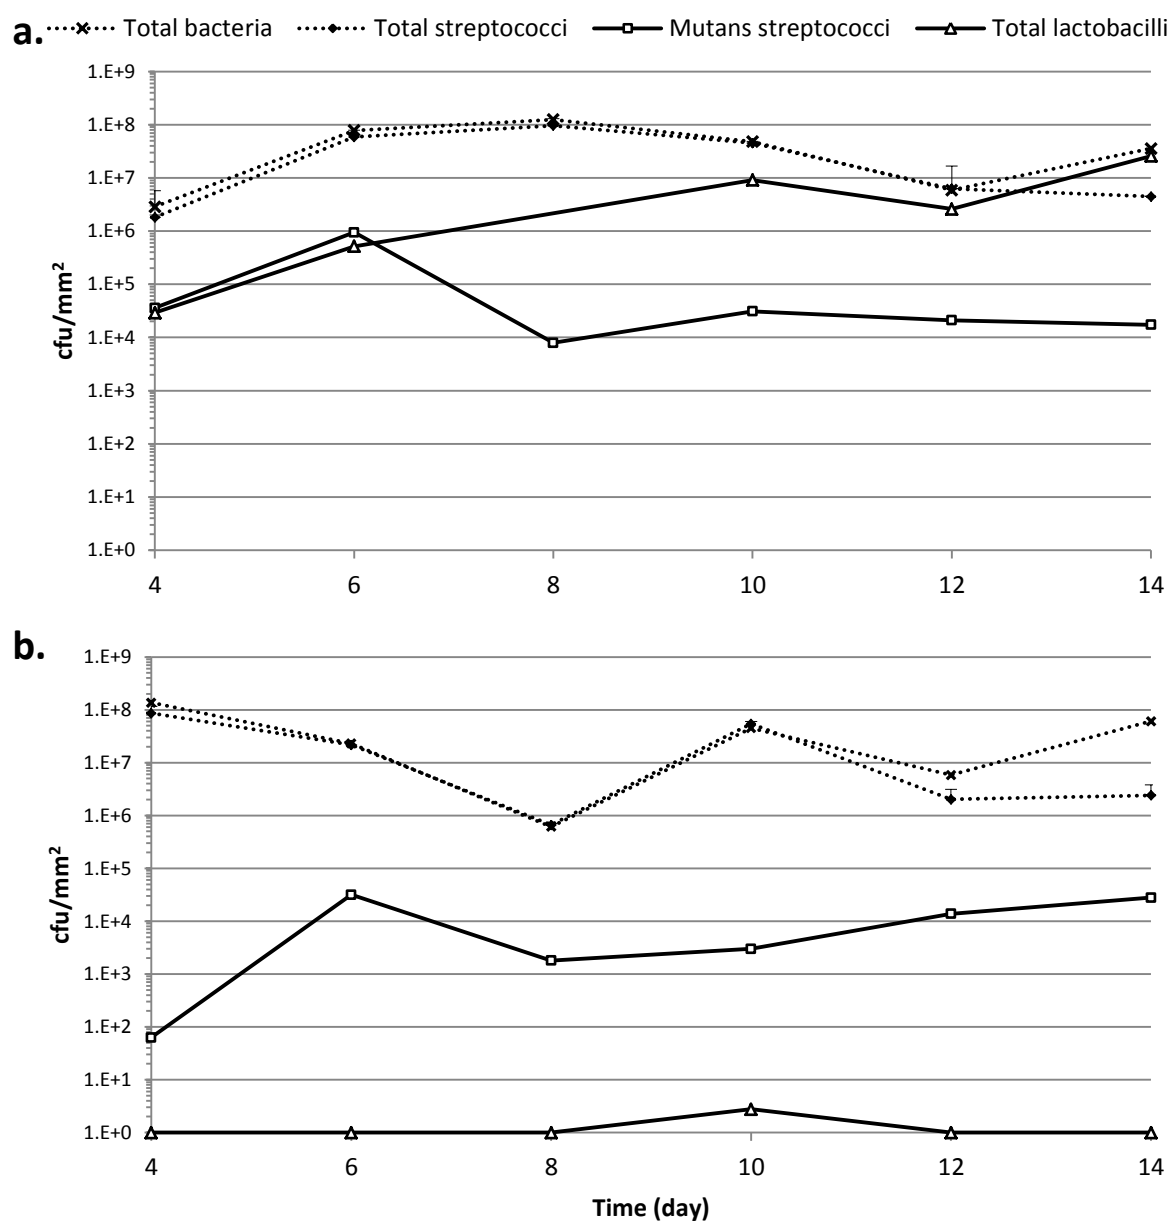 a. Total bacteria Total streptococci Mutans streptococci Total lactobacilli
1.E+9
1.E+8
1.E+7
1.E+6
1.E+5
1.E+4
1.E+3
1.E+2
1.E+1
1.E+0
cfu/mm²
4 6 8 10 12 14
b.
1.E+9
1.E+8
1.E+7
1.E+6
1.E+5
1.E+4
1.E+3
1.E+2
1.E+1
1.E+0
cfu/mm²
4 6 8 10 12 14
Time (day)